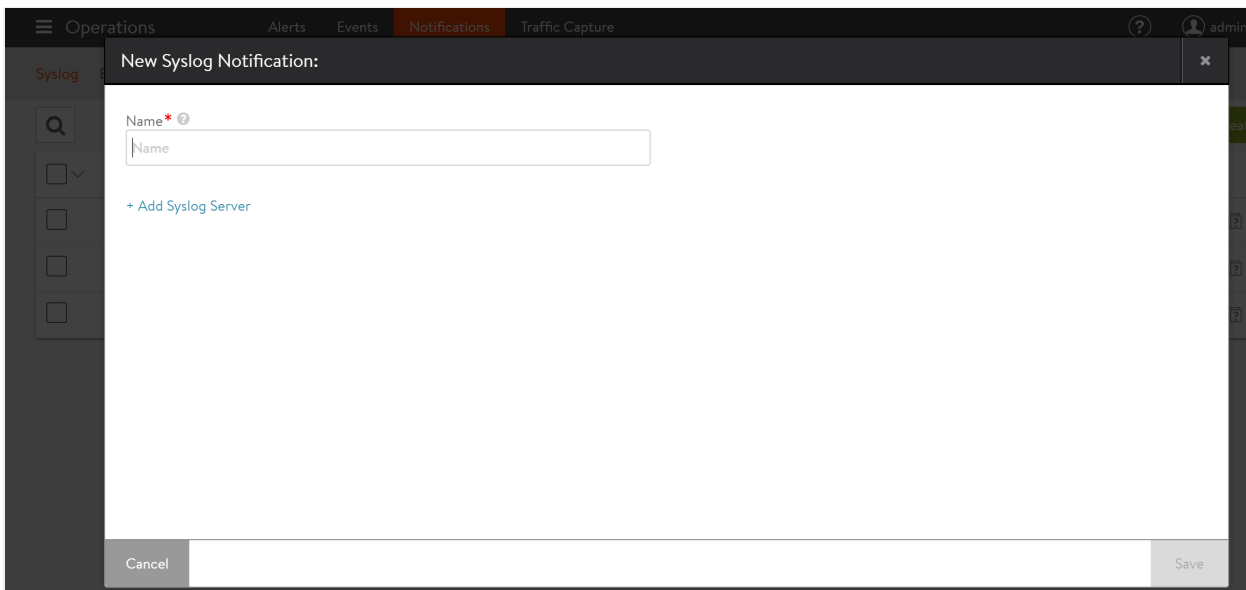 Operations Alerts Events Notifications Traffic Capture ? admin
New Syslog Notification:
Syslog
Name* ?
Name
+ Add Syslog Server
Cancel Save